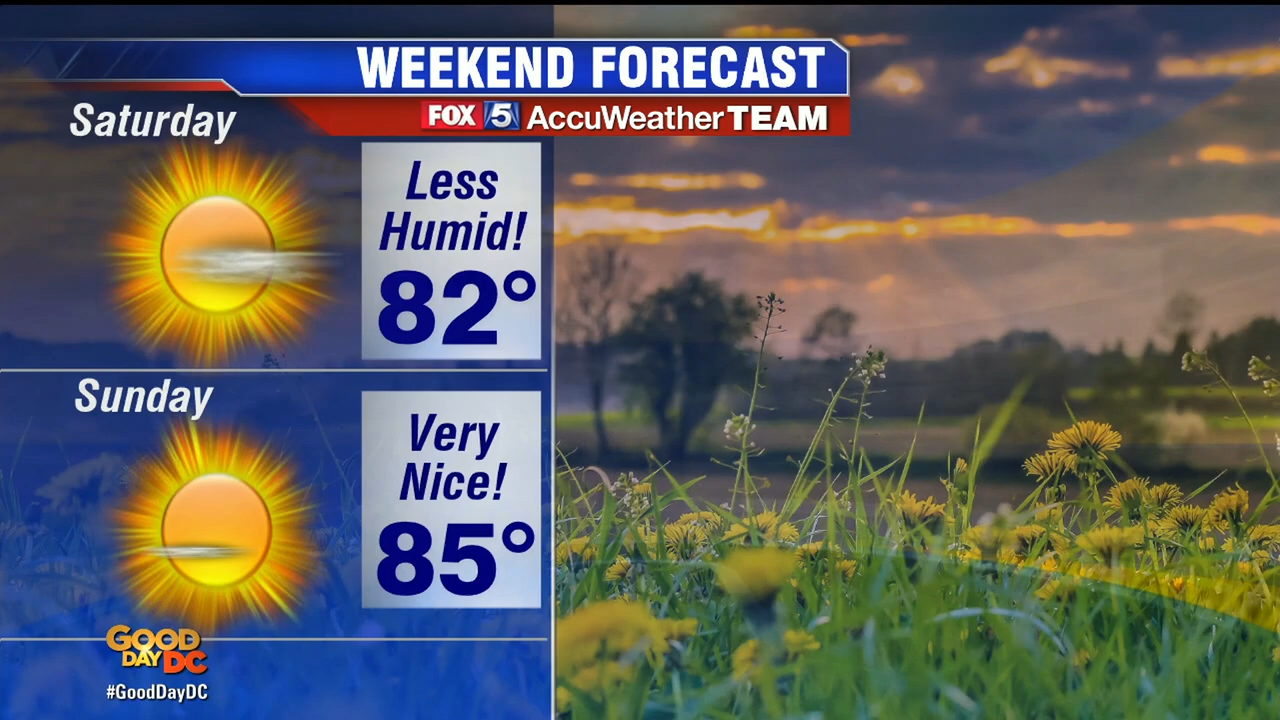 WEEKEND FORECAST
FOX 5 AccuWeather TEAM
Saturday
Less
Humid!
82°
Sunday
Very
Nice!
85°
GOOD
DAY DC
#GoodDayDC